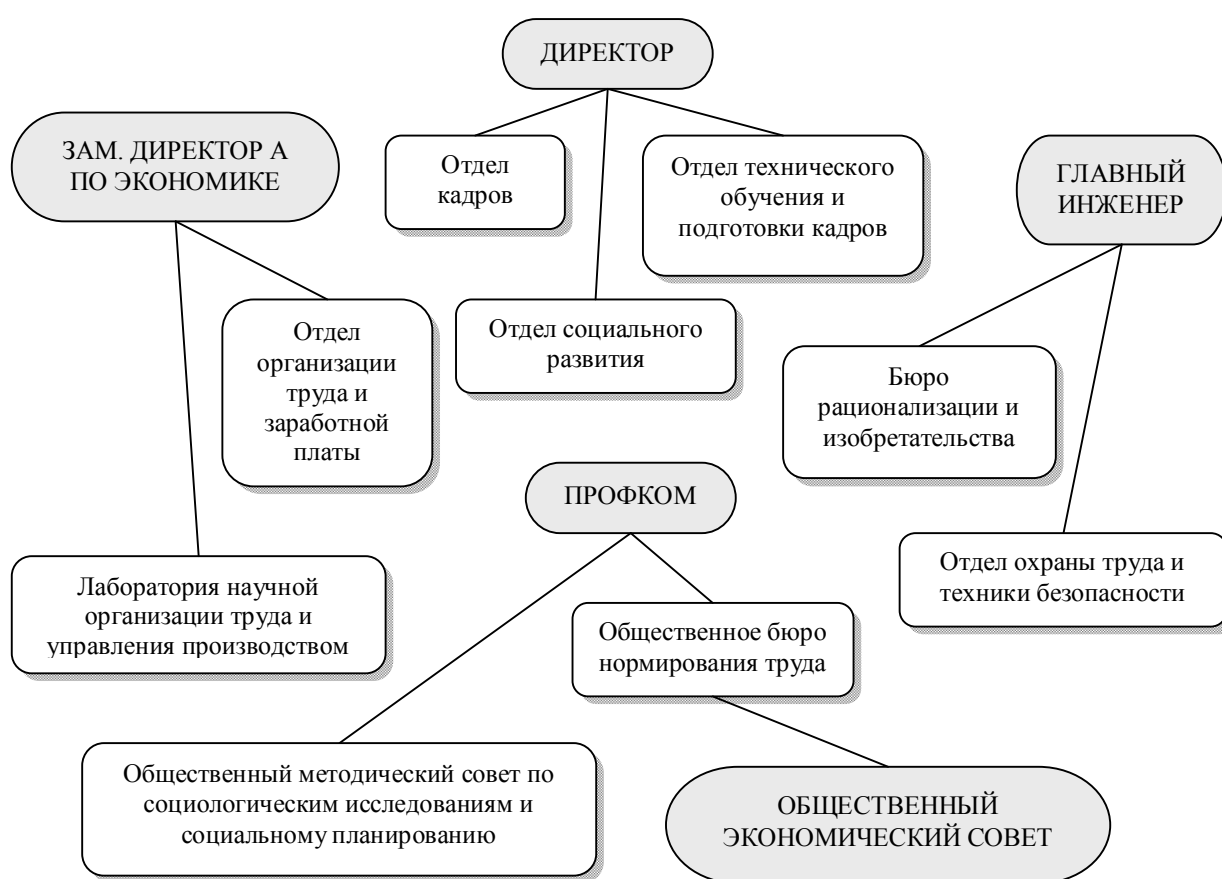 ДИРЕКТОР
ЗАМ. ДИРЕКТОР А
ПО ЭКОНОМИКЕ
Отдел
кадров
Отдел технического
обучения и
подготовки кадров
ГЛАВНЫЙ
ИНЖЕНЕР
Отдел
организации
труда и
заработной
платы
Отдел социального
развития
Бюро
рационализации и
изобретательства
ПРОФКОМ
Лаборатория научной
организации труда и
управления производством
Отдел охраны труда и
техники безопасности
Общественное бюро
нормирования труда
Общественный методический совет по
социологическим исследованиям и
социальному планированию
ОБЩЕСТВЕННЫЙ
ЭКОНОМИЧЕСКИЙ СОВЕТ